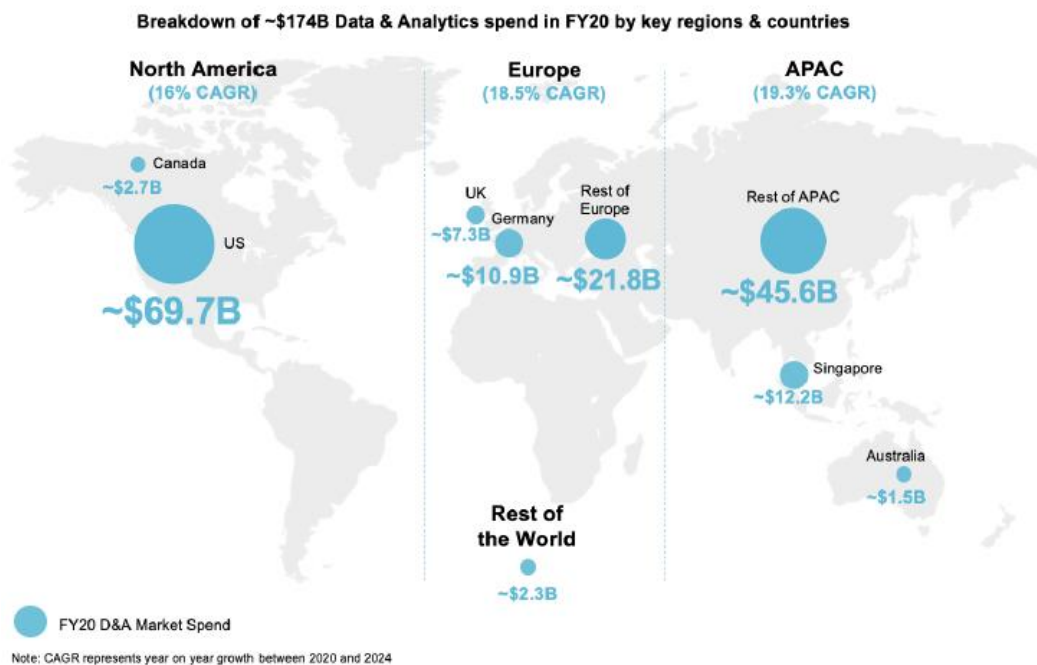 Breakdown of ~$174B Data & Analytics spend in FY20 by key regions & countries
North America
(16% CAGR)
Canada
~$2.7B
US
~$69.7B
Europe
(18.5% CAGR)
UK
~$7.3B
Germany
~$10.9B
Rest of
Europe
~$21.8B
APAC
(19.3% CAGR)
Rest of APAC
~$45.6B
Singapore
~$12.2B
Australia
~$1.5B
Rest of
the World
~$2.3B
FY20 D&A Market Spend
Note: CAGR represents year on year growth between 2020 and 2024